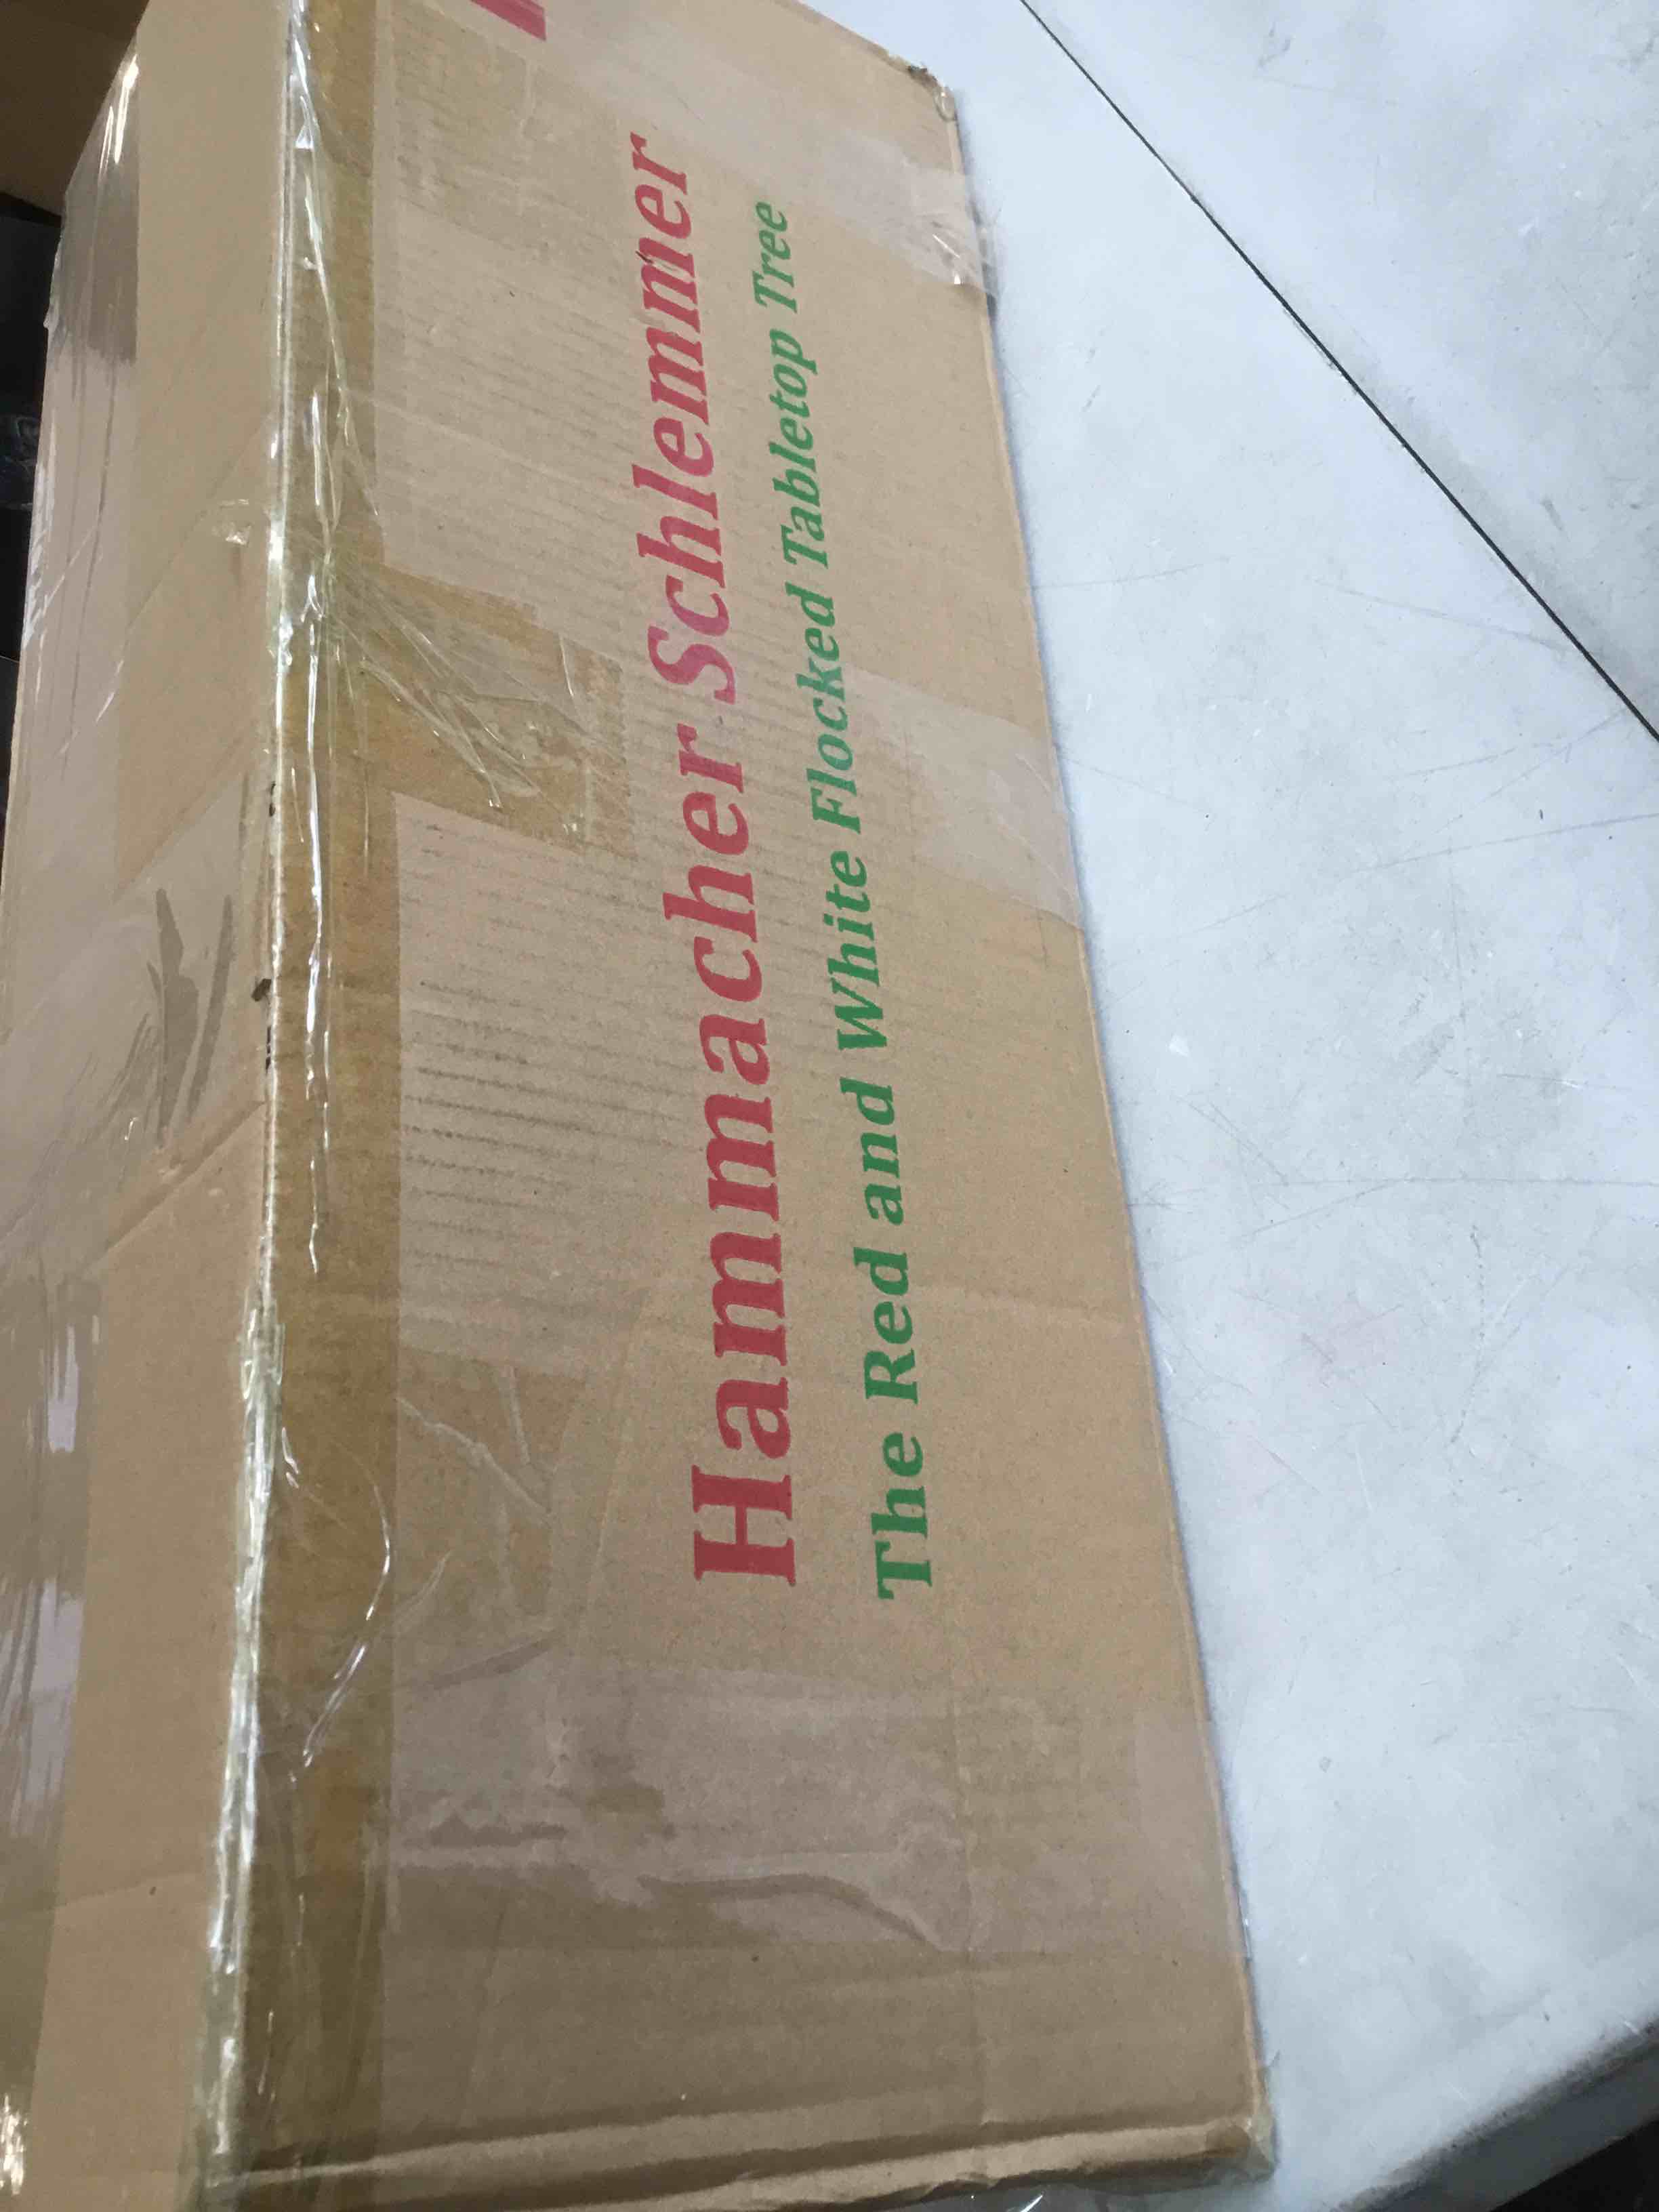 Hammacher Schlemmer
The Red and White Flocked Tabletop Tree